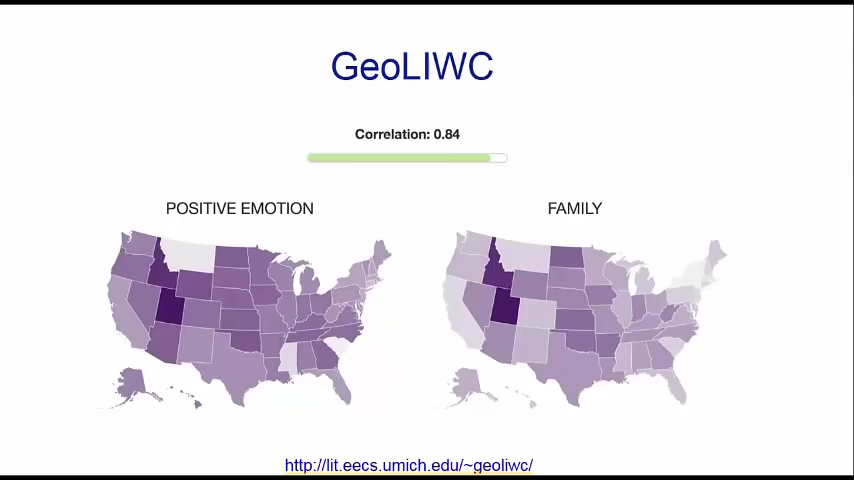 GeoLIWC
Correlation: 0.84
POSITIVE EMOTION
FAMILY
http://lit.eecs.umich.edu/~geoliwc/